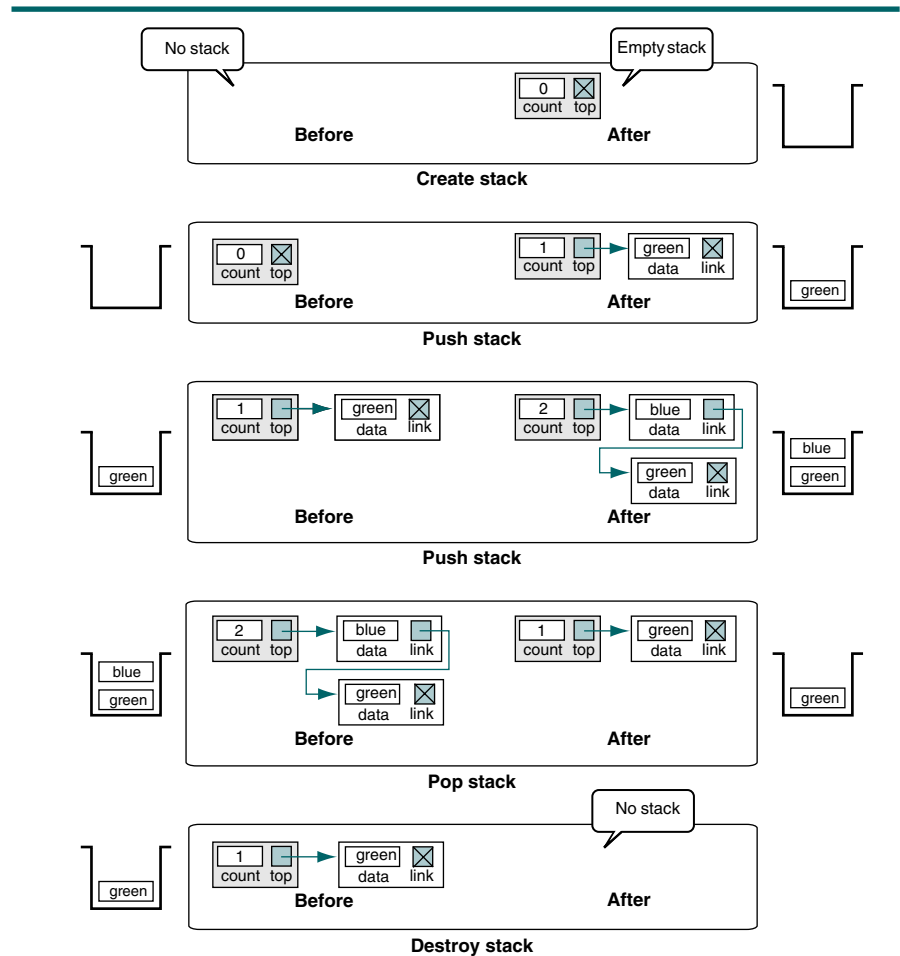 No stack
Empty stack
0
count top
Before
After
Create stack
0
count top
1
count top
green
data link
Before
After
green
Push stack
1
count top
green
data link
2
count top
blue
data link
green
data link
green
blue
green
Before
After
Push stack
2
count top
blue
data link
green
data link
1
count top
green
data link
blue
green
green
Before
After
Pop stack
No stack
1
count top
green
data link
green
Before
After
Destroy stack